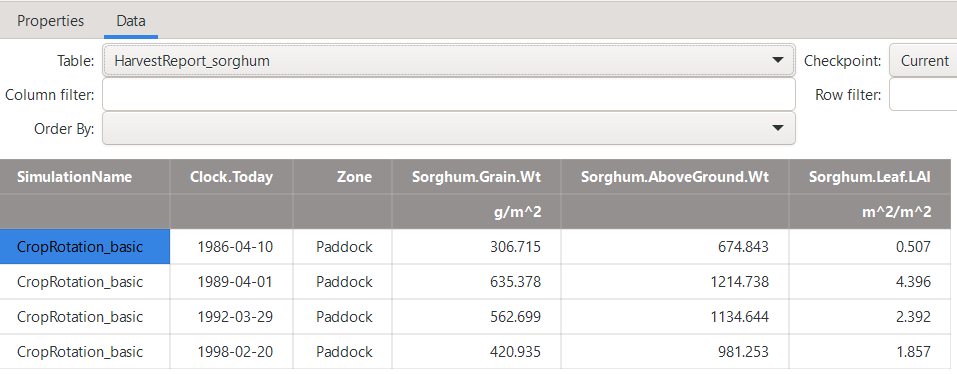 Properties Data
Table: HarvestReport_sorghum Checkpoint: Current
Column filter: Row filter:
Order By:
SimulationName Clock.Today Zone Sorghum.Grain.Wt Sorghum.AboveGround.Wt Sorghum.Leaf.LAI
g/m^2 m^2/m^2
CropRotation_basic 1986-04-10 Paddock 306.715 674.843 0.507
CropRotation_basic 1989-04-01 Paddock 635.378 1214.738 4.396
CropRotation_basic 1992-03-29 Paddock 562.699 1134.644 2.392
CropRotation_basic 1998-02-20 Paddock 420.935 981.253 1.857